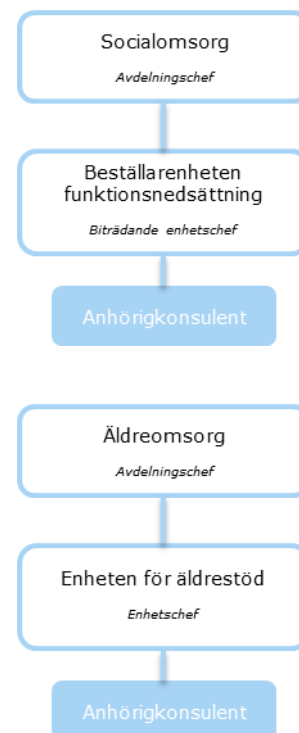 Socialomsorg
Avdelningschef
Beställarenheten
funktionsnedsättning
Biträdande enhetschef
Anhörigkonsulent
Äldreomsorg
Avdelningschef
Enheten för äldrestöd
Enhetschef
Anhörigkonsulent